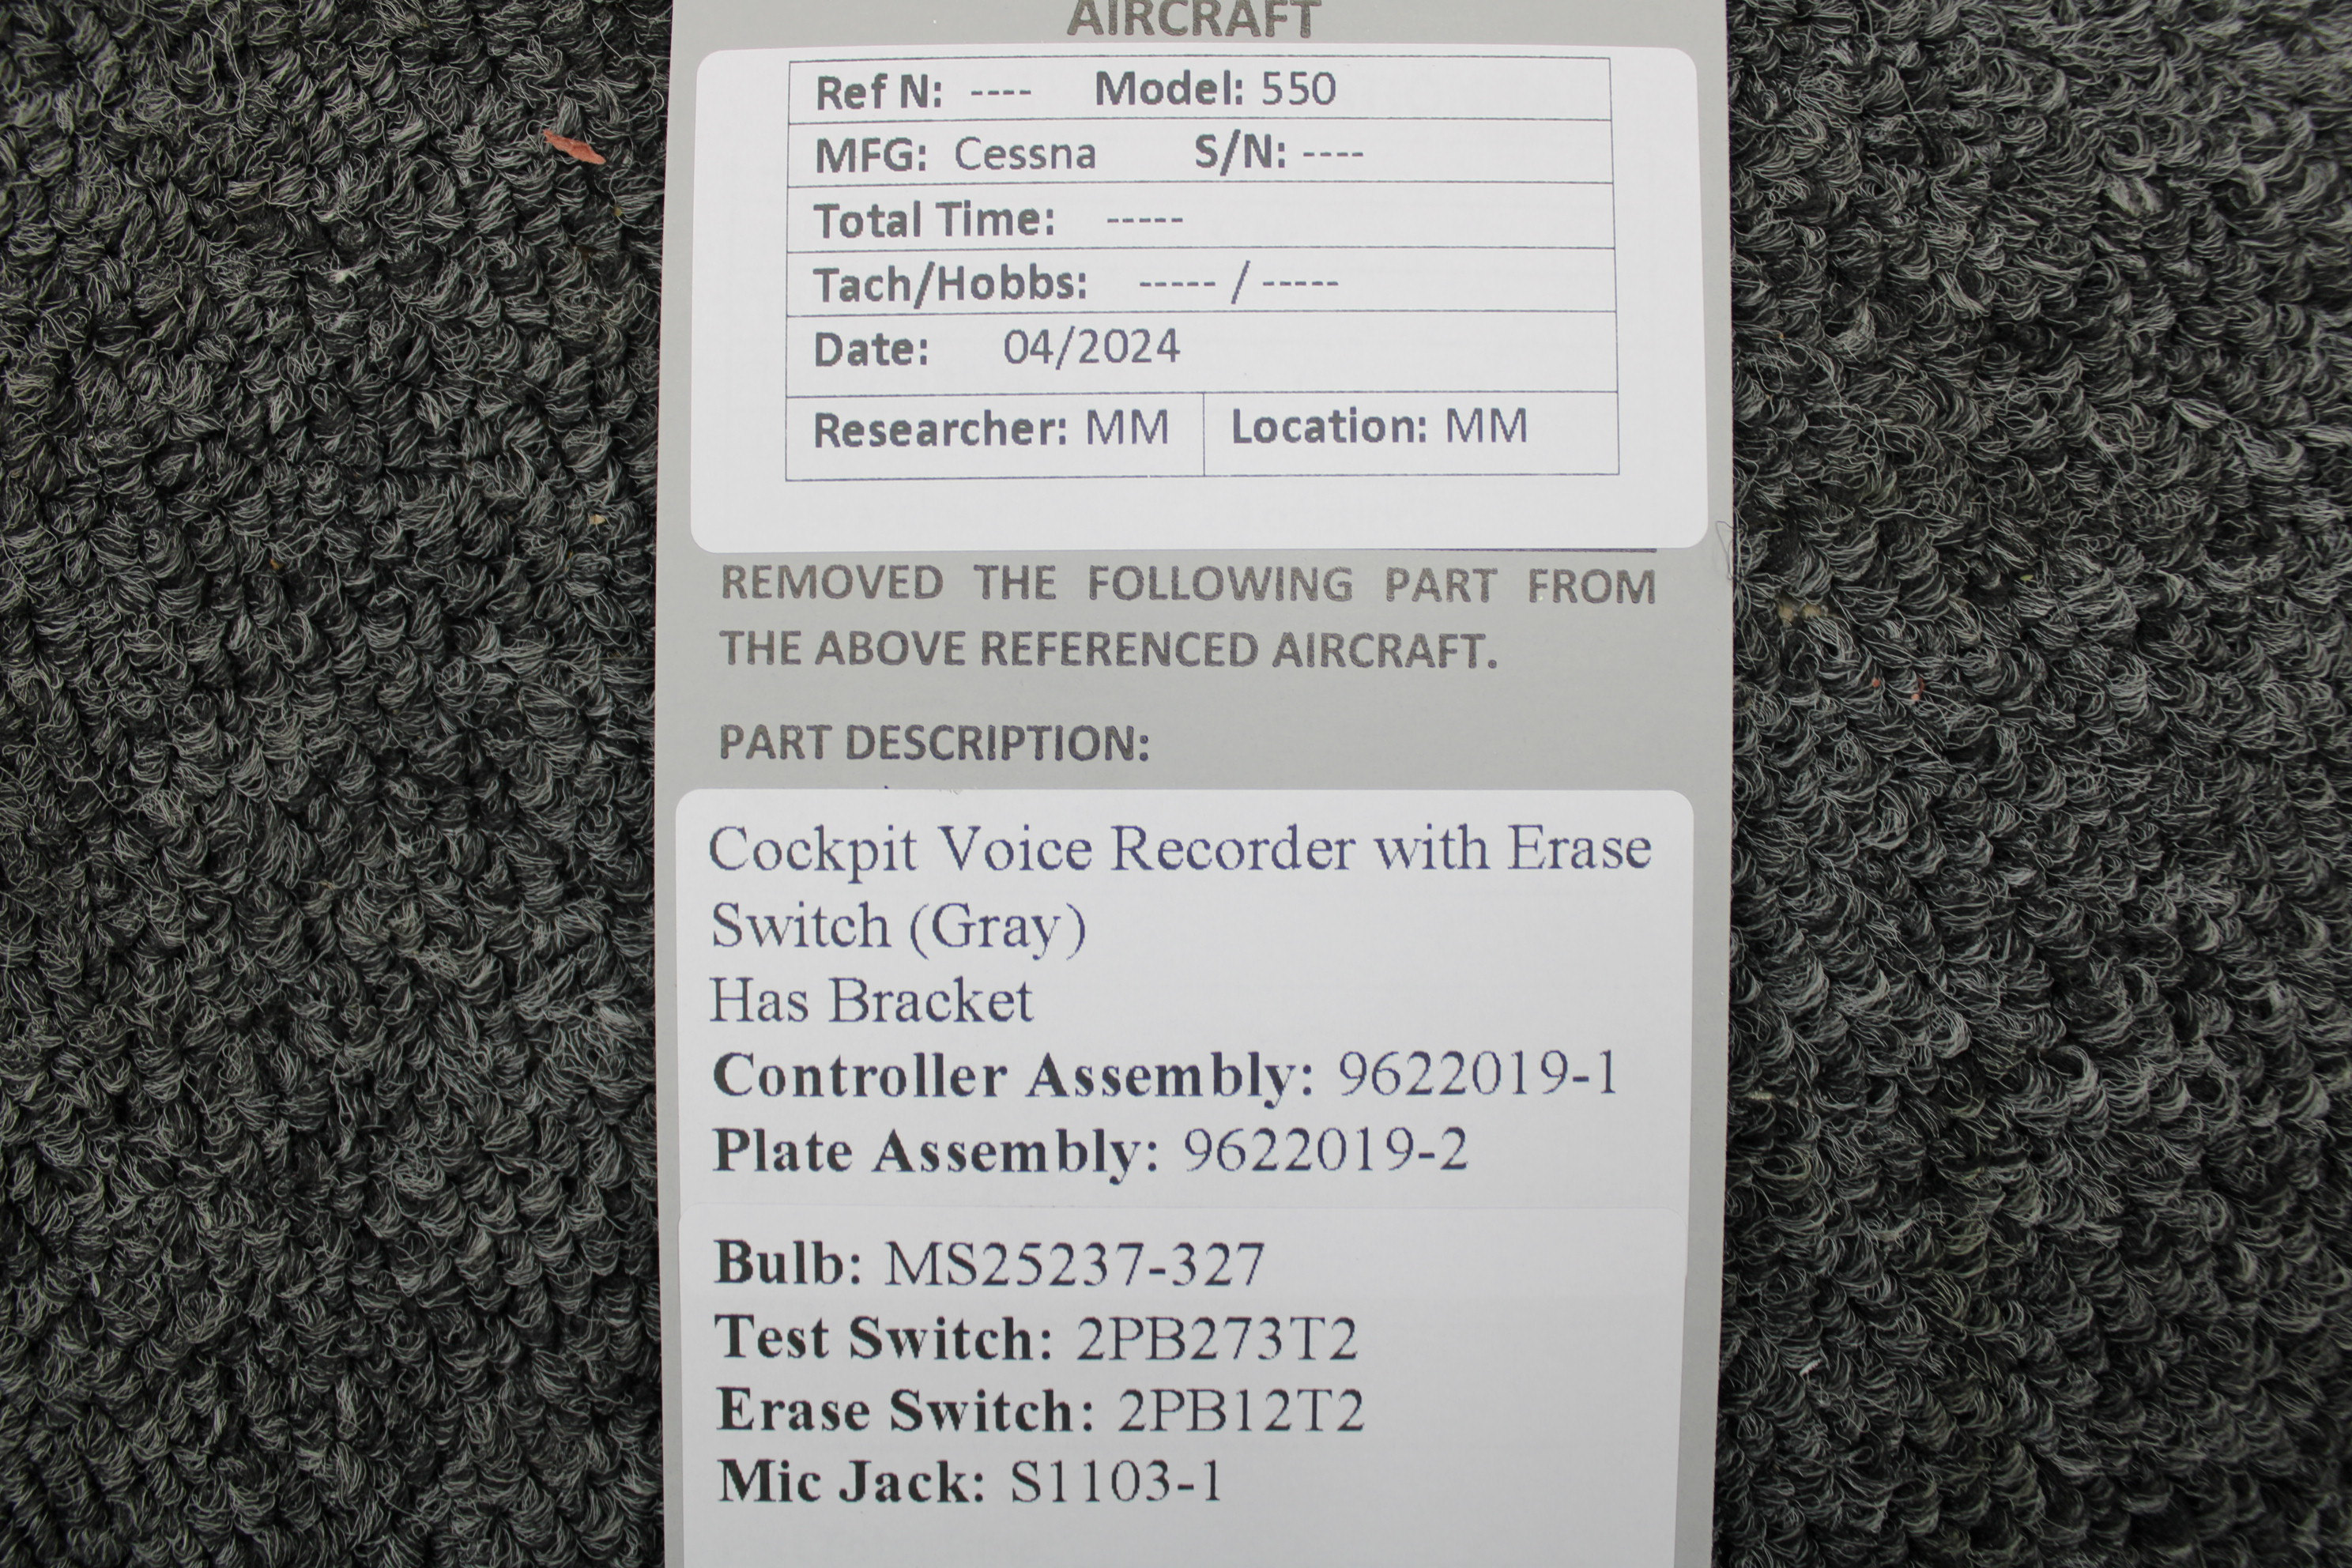 AIRCRAFT
Ref N: ---- Model: 550
MFG: Cessna S/N: ----
Total Time: -----
Tach/Hobbs: ----- / -----
Date: 04/2024
Researcher: MM Location: MM
REMOVED THE FOLLOWING PART FROM
THE ABOVE REFERENCED AIRCRAFT.
PART DESCRIPTION:
Cockpit Voice Recorder with Erase
Switch (Gray)
Has Bracket
Controller Assembly: 9622019-1
Plate Assembly: 9622019-2
Bulb: MS25237-327
Test Switch: 2PB273T2
Erase Switch: 2PB12T2
Mic Jack: S1103-1